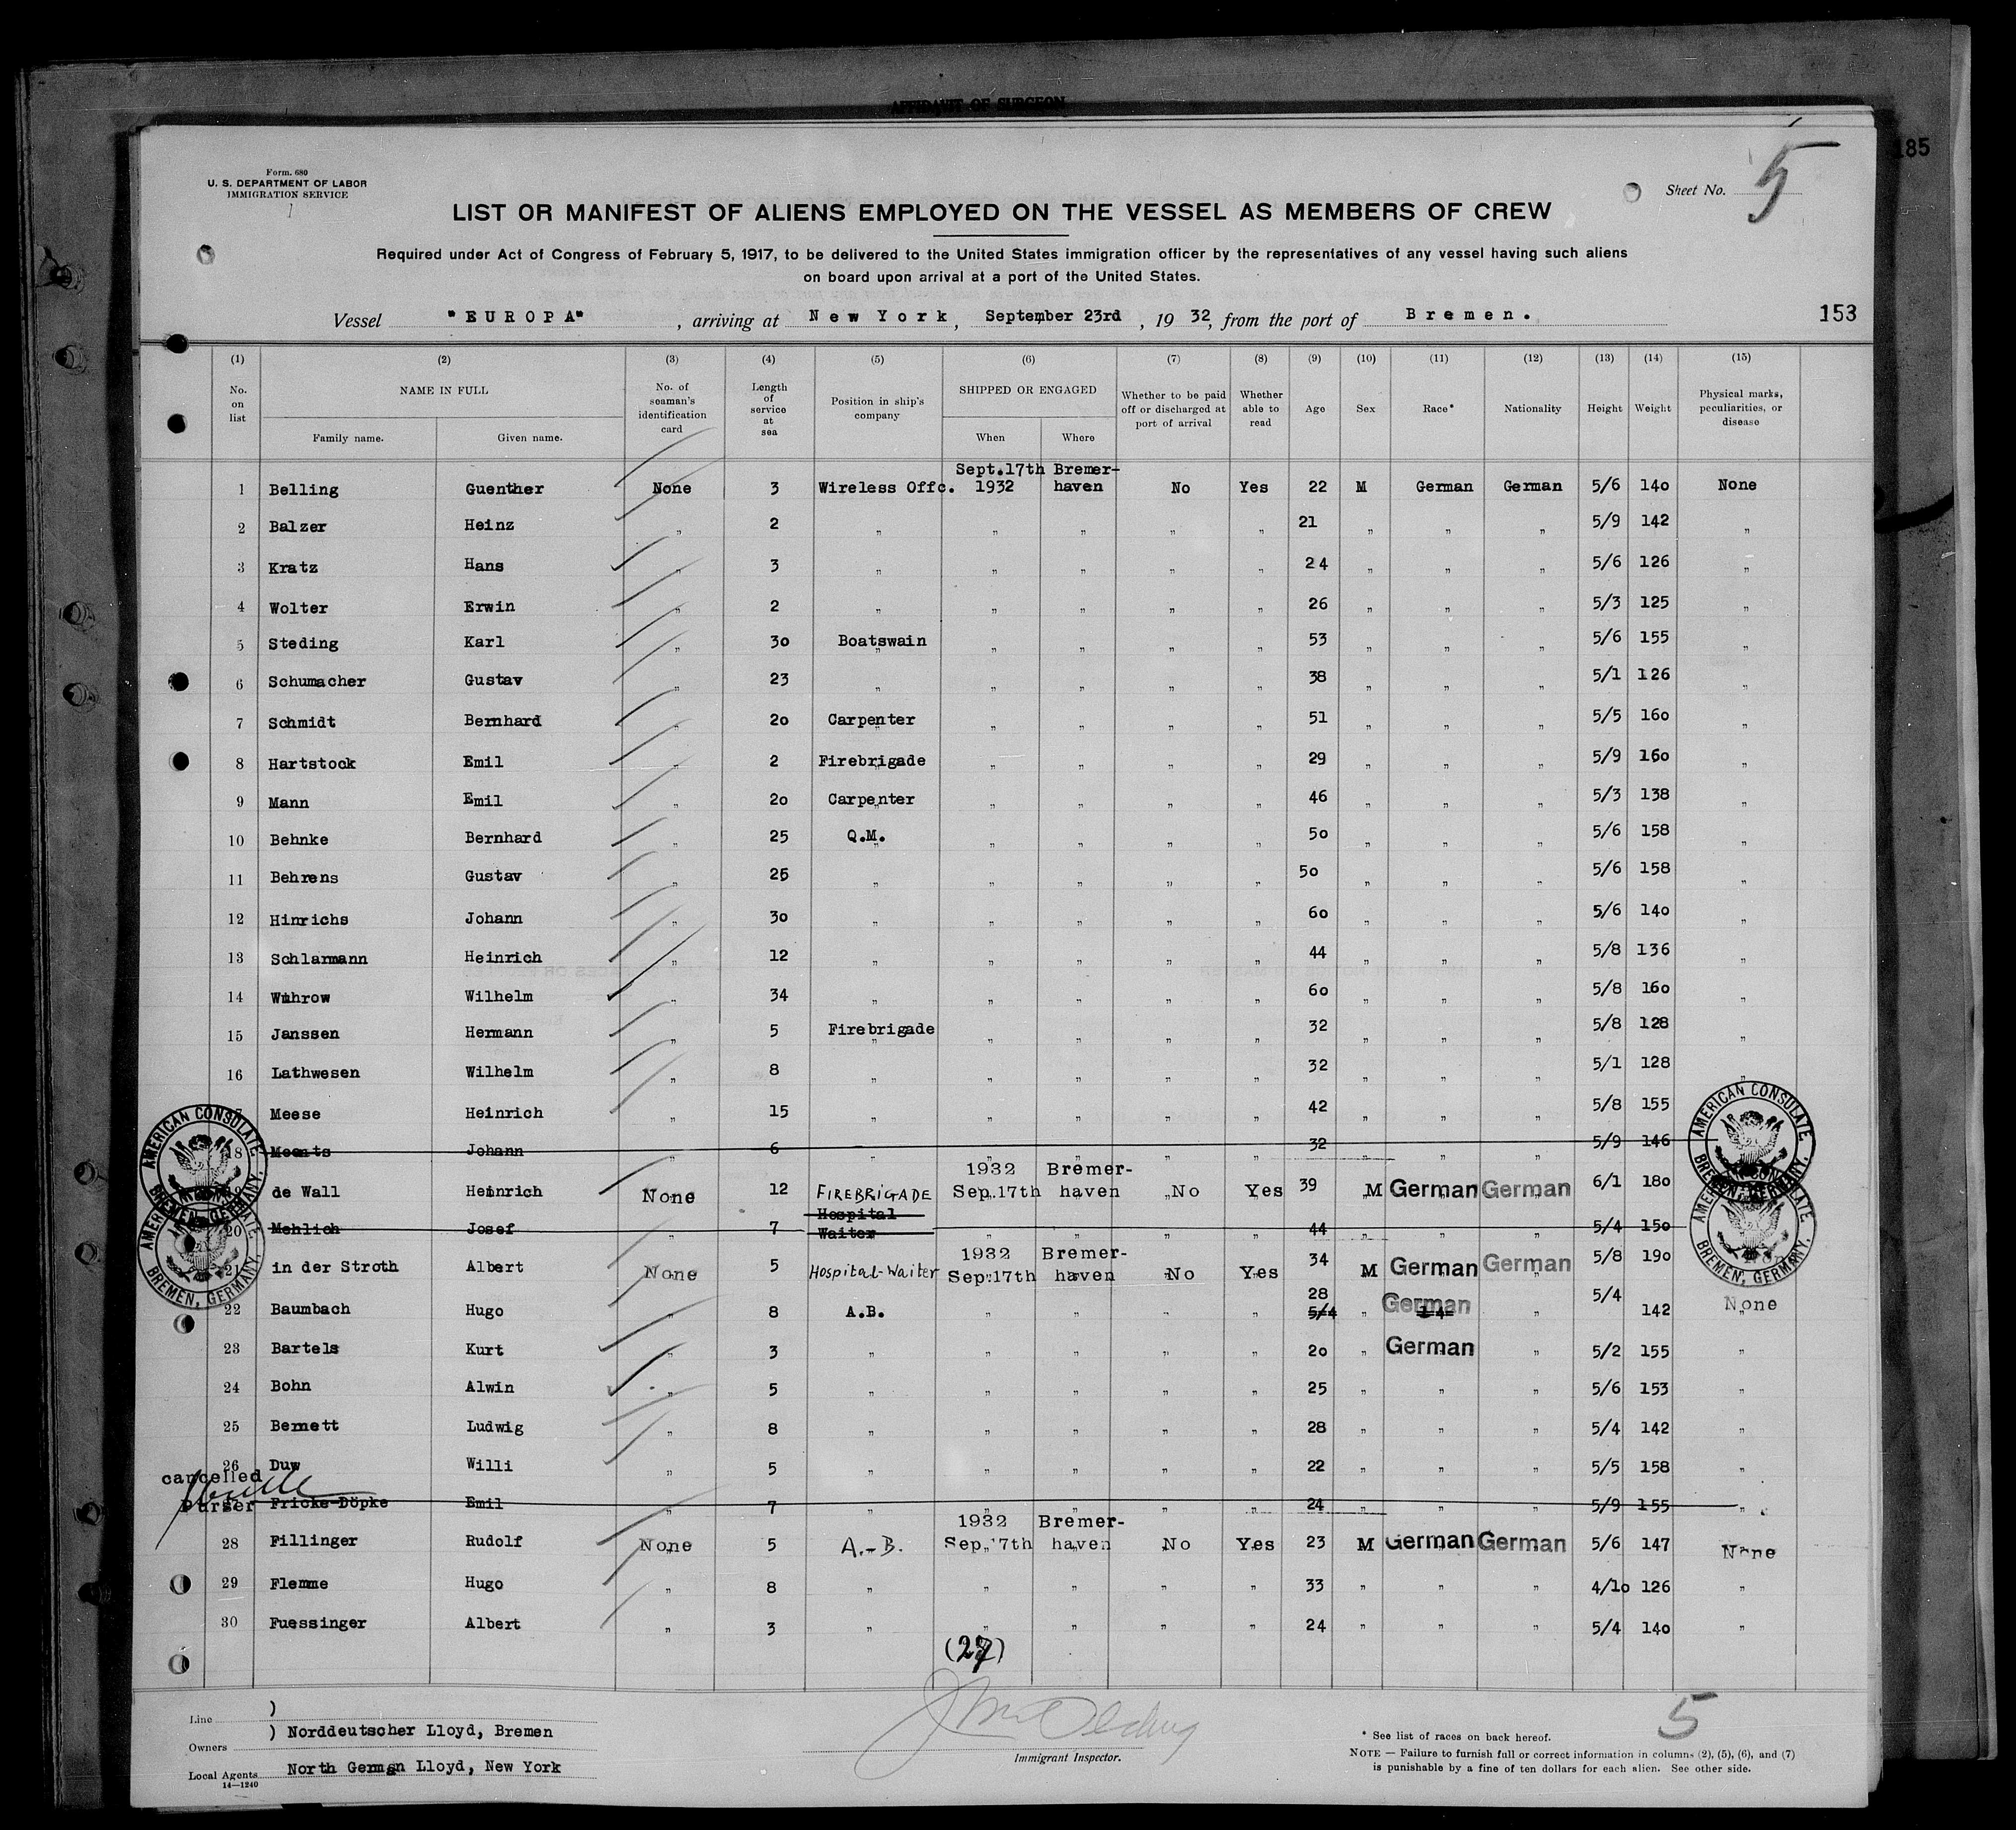 AFFIDAVIT OF SURGEON
185
Form. 680
U. S. DEPARTMENT OF LABOR
IMMIGRATION SERVICE
Sheet No. 5
LIST OR MANIFEST OF ALIENS EMPLOYED ON THE VESSEL AS MEMBERS OF CREW
Required under Act of Congress of February 5, 1917, to be delivered to the United States immigration officer by the representatives of any vessel having such aliens
on board upon arrival at a port of the United States.
Vessel "EUROPA", arriving at New York, September 23rd, 1932, from the port of Bremen.
153
(1) (2) (3) (4) (5) (6) (7) (8) (9) (10) (11) (12) (13) (14) (15)
No. on list NAME IN FULL Family name. Given name. No. of seaman's identification card Length of service at sea Position in ship's company SHIPPED OR ENGAGED When Where Whether to be paid off or discharged at port of arrival Whether able to read Age Sex Race* Nationality Height Weight Physical marks, peculiarities, or disease
Sept.17th Bremer-
1 Belling Guenther None 3 Wireless Offc. 1932 haven No Yes 22 M German German 5/6 140 None
2 Balzer Heinz „ 2 „ „ „ „ „ 21 „ „ „ 5/9 142 „
3 Kratz Hans „ 3 „ „ „ „ „ 24 „ „ „ 5/6 126 „
4 Wolter Erwin „ 2 „ „ „ „ „ 26 „ „ „ 5/3 125 „
5 Steding Karl „ 30 Boatswain „ „ „ „ 53 „ „ „ 5/6 155 „
6 Schumacher Gustav „ 23 „ „ „ „ „ 38 „ „ „ 5/1 126 „
7 Schmidt Bernhard „ 20 Carpenter „ „ „ „ 51 „ „ „ 5/5 160 „
8 Hartstock Emil „ 2 Firebrigade „ „ „ „ 29 „ „ „ 5/9 160 „
9 Mann Emil „ 20 Carpenter „ „ „ „ 46 „ „ „ 5/3 138 „
10 Behnke Bernhard „ 25 Q.M. „ „ „ „ 50 „ „ „ 5/6 158 „
11 Behrens Gustav „ 25 „ „ „ „ „ 50 „ „ „ 5/6 158 „
12 Hinrichs Johann „ 30 „ „ „ „ „ 60 „ „ „ 5/6 140 „
13 Schlarmann Heinrich „ 12 „ „ „ „ „ 44 „ „ „ 5/8 136 „
14 Wilhelm „ 34 „ „ „ „ „ 60 „ „ „ 5/8 160 „
15 Janssen Hermann „ 5 Firebrigade „ „ „ „ 32 „ „ „ 5/8 128 „
16 Lathwesen Wilhelm „ 8 „ „ „ „ „ 32 „ „ „ 5/1 128 „
7 Meese Heinrich „ 15 „ „ „ „ „ 42 „ „ „ 5/8 155
8 Johann „ 6 „ „ „ „ „ 32 „ „ „ 5/9 146
1932 Bremer-
de Wall Heinrich None 12 FIREBRIGADE Sep.17th haven No Yes 39 M German German 6/1 180
Hospital
20 Mehlich Josef „ 7 Waiter „ „ „ „ 44 „ „ „ 5/4 150
1932 Bremer-
21 in der Stroth Albert None 5 Hospital-Waiter Sep.17th haven No Yes 34 M German German 5/8 190
22 Baumbach Hugo „ 8 A.B. „ „ „ „ 28 5/4 „ German 14 „ 5/4 142 None
23 Bartels Kurt „ 3 „ „ „ „ „ 20 „ German „ 5/2 155 „
24 Bohn Alwin „ 5 „ „ „ „ „ 25 „ „ „ 5/6 153 „
25 Bernett Ludwig „ 8 „ „ „ „ „ 28 „ „ „ 5/4 142 „
26 Duw Willi „ 5 „ „ „ „ „ 22 „ „ „ 5/5 158 „
cancelled
Purser Fricke-Döpke Emil „ 7 „ „ „ „ „ 24 „ „ „ 5/9 155 „
1932 Bremer-
28 Fillinger Rudolf None 5 A.-B. Sep.17th haven No Yes 23 M German German 5/6 147 None
29 Flemme Hugo „ 8 „ „ „ „ „ 33 „ „ „ 4/10 126 „
30 Fuessinger Albert „ 3 „ „ „ „ „ 24 „ „ „ 5/4 140 „
(27)
AMERICAN CONSULATE, BREMEN, GERMANY.
AMERICAN CONSULATE, BREMEN, GERMANY.
AMERICAN CONSULATE, BREMEN, GERMANY.
AMERICAN CONSULATE, BREMEN, GERMANY.
Line )
Owners ) Norddeutscher Lloyd, Bremen
Local Agents North German Lloyd, New York
14—1240
Immigrant Inspector.
5
* See list of races on back hereof.
NOTE — Failure to furnish full or correct information in columns (2), (5), (6), and (7)
is punishable by a fine of ten dollars for each alien. See other side.